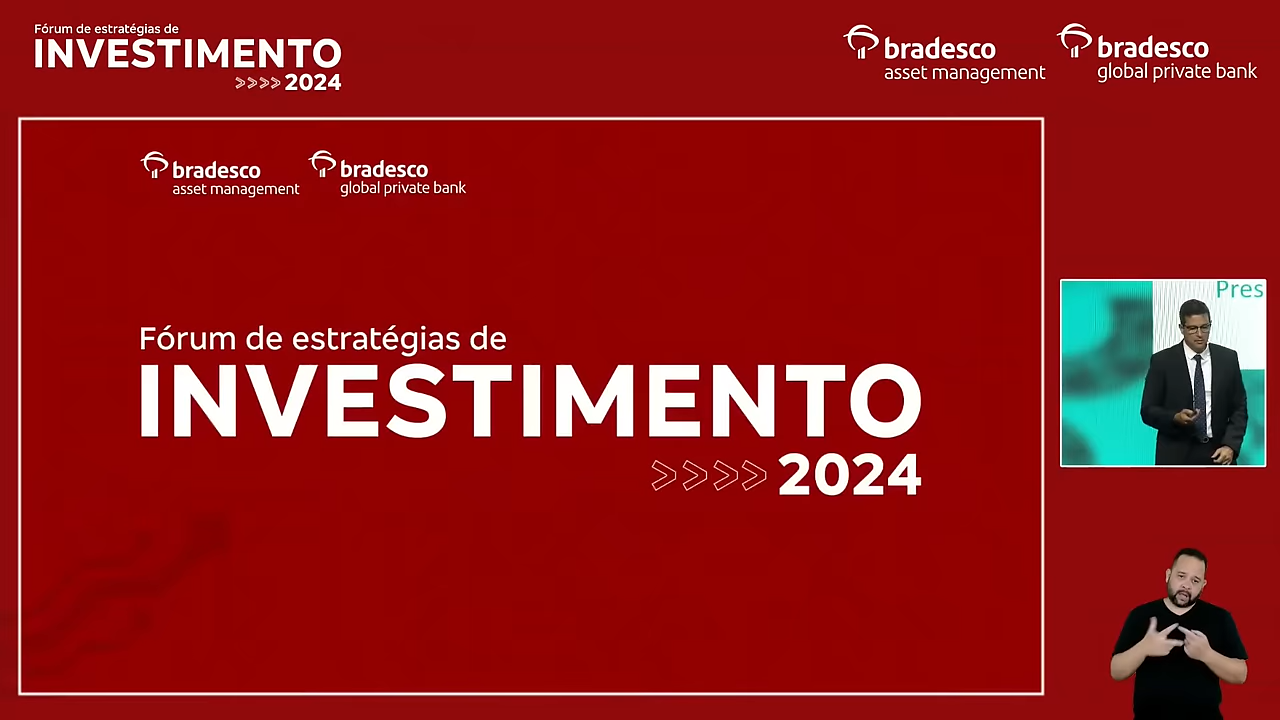 Fórum de estratégias de
INVESTIMENTO
>>>> 2024
bradesco
asset management
bradesco
global private bank
bradesco
asset management
bradesco
global private bank
Fórum de estratégias de
INVESTIMENTO
>>>> 2024
Pres